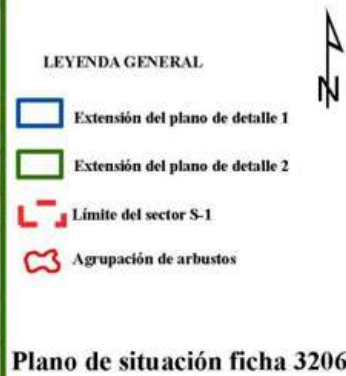 LEYENDA GENERAL
N
Extensión del plano de detalle 1
Extensión del plano de detalle 2
Límite del sector S-1
Agrupación de arbustos
Plano de situación ficha 3206